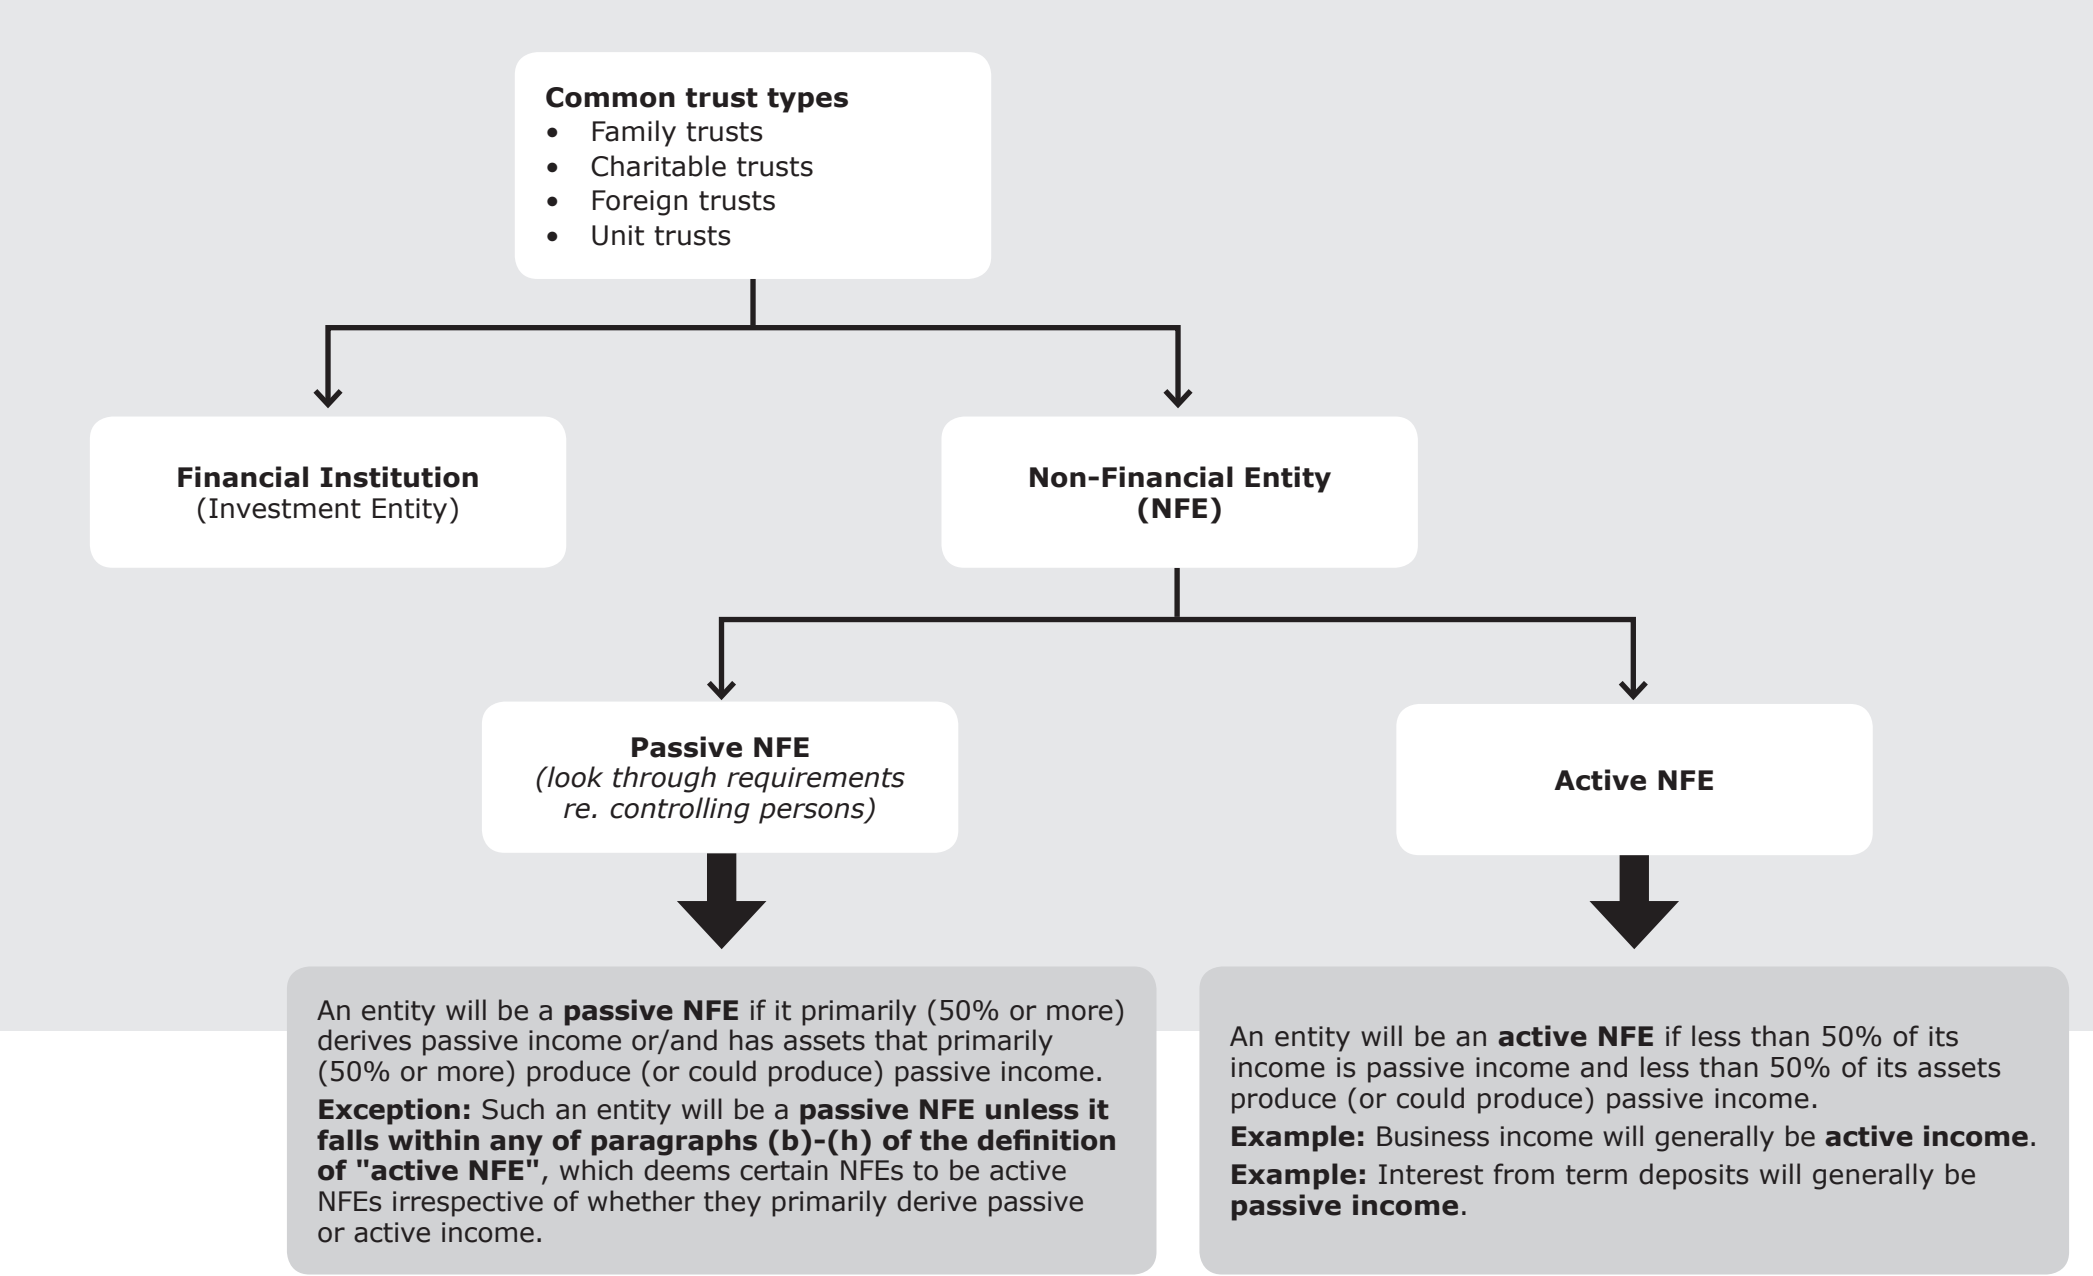 Common trust types
• Family trusts
• Charitable trusts
• Foreign trusts
• Unit trusts
Financial Institution
(Investment Entity)
Non-Financial Entity
(NFE)
Passive NFE
(look through requirements
re. controlling persons)
Active NFE
An entity will be a passive NFE if it primarily (50% or more)
derives passive income or/and has assets that primarily
(50% or more) produce (or could produce) passive income.
Exception: Such an entity will be a passive NFE unless it
falls within any of paragraphs (b)-(h) of the definition
of "active NFE", which deems certain NFEs to be active
NFEs irrespective of whether they primarily derive passive
or active income.
An entity will be an active NFE if less than 50% of its
income is passive income and less than 50% of its assets
produce (or could produce) passive income.
Example: Business income will generally be active income.
Example: Interest from term deposits will generally be
passive income.